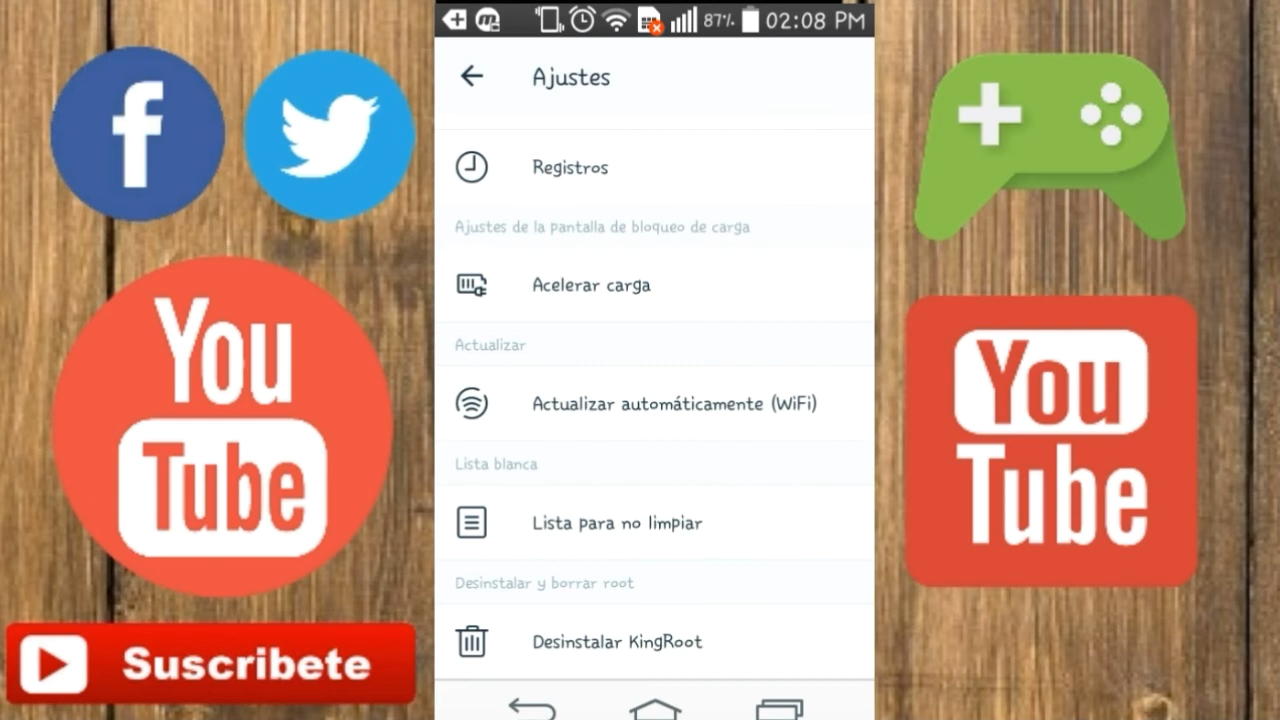 87% 02:08 PM
Ajustes
Registros
Ajustes de la pantalla de bloqueo de carga
Acelerar carga
Actualizar
Actualizar automáticamente (WiFi)
Lista blanca
Lista para no limpiar
Desinstalar y borrar root
Desinstalar KingRoot
f
You
Tube
Suscribete
You
Tube